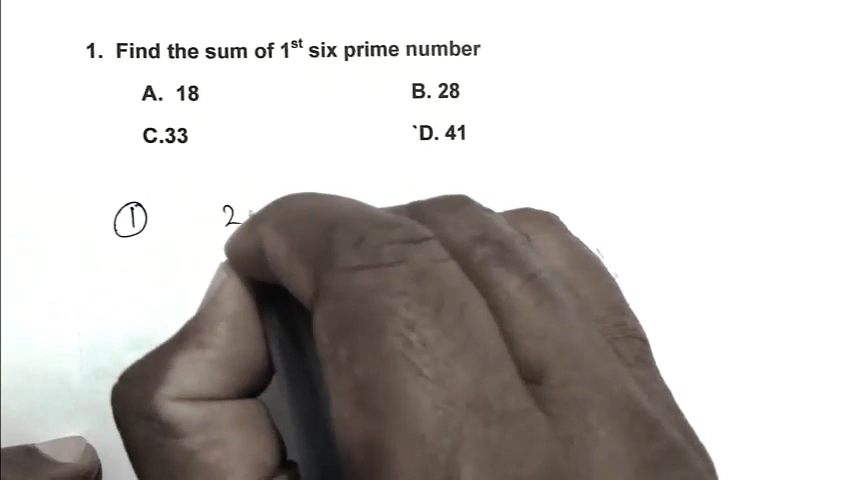 1. Find the sum of 1st six prime number
A. 18 B. 28
C.33 `D. 41
① 2